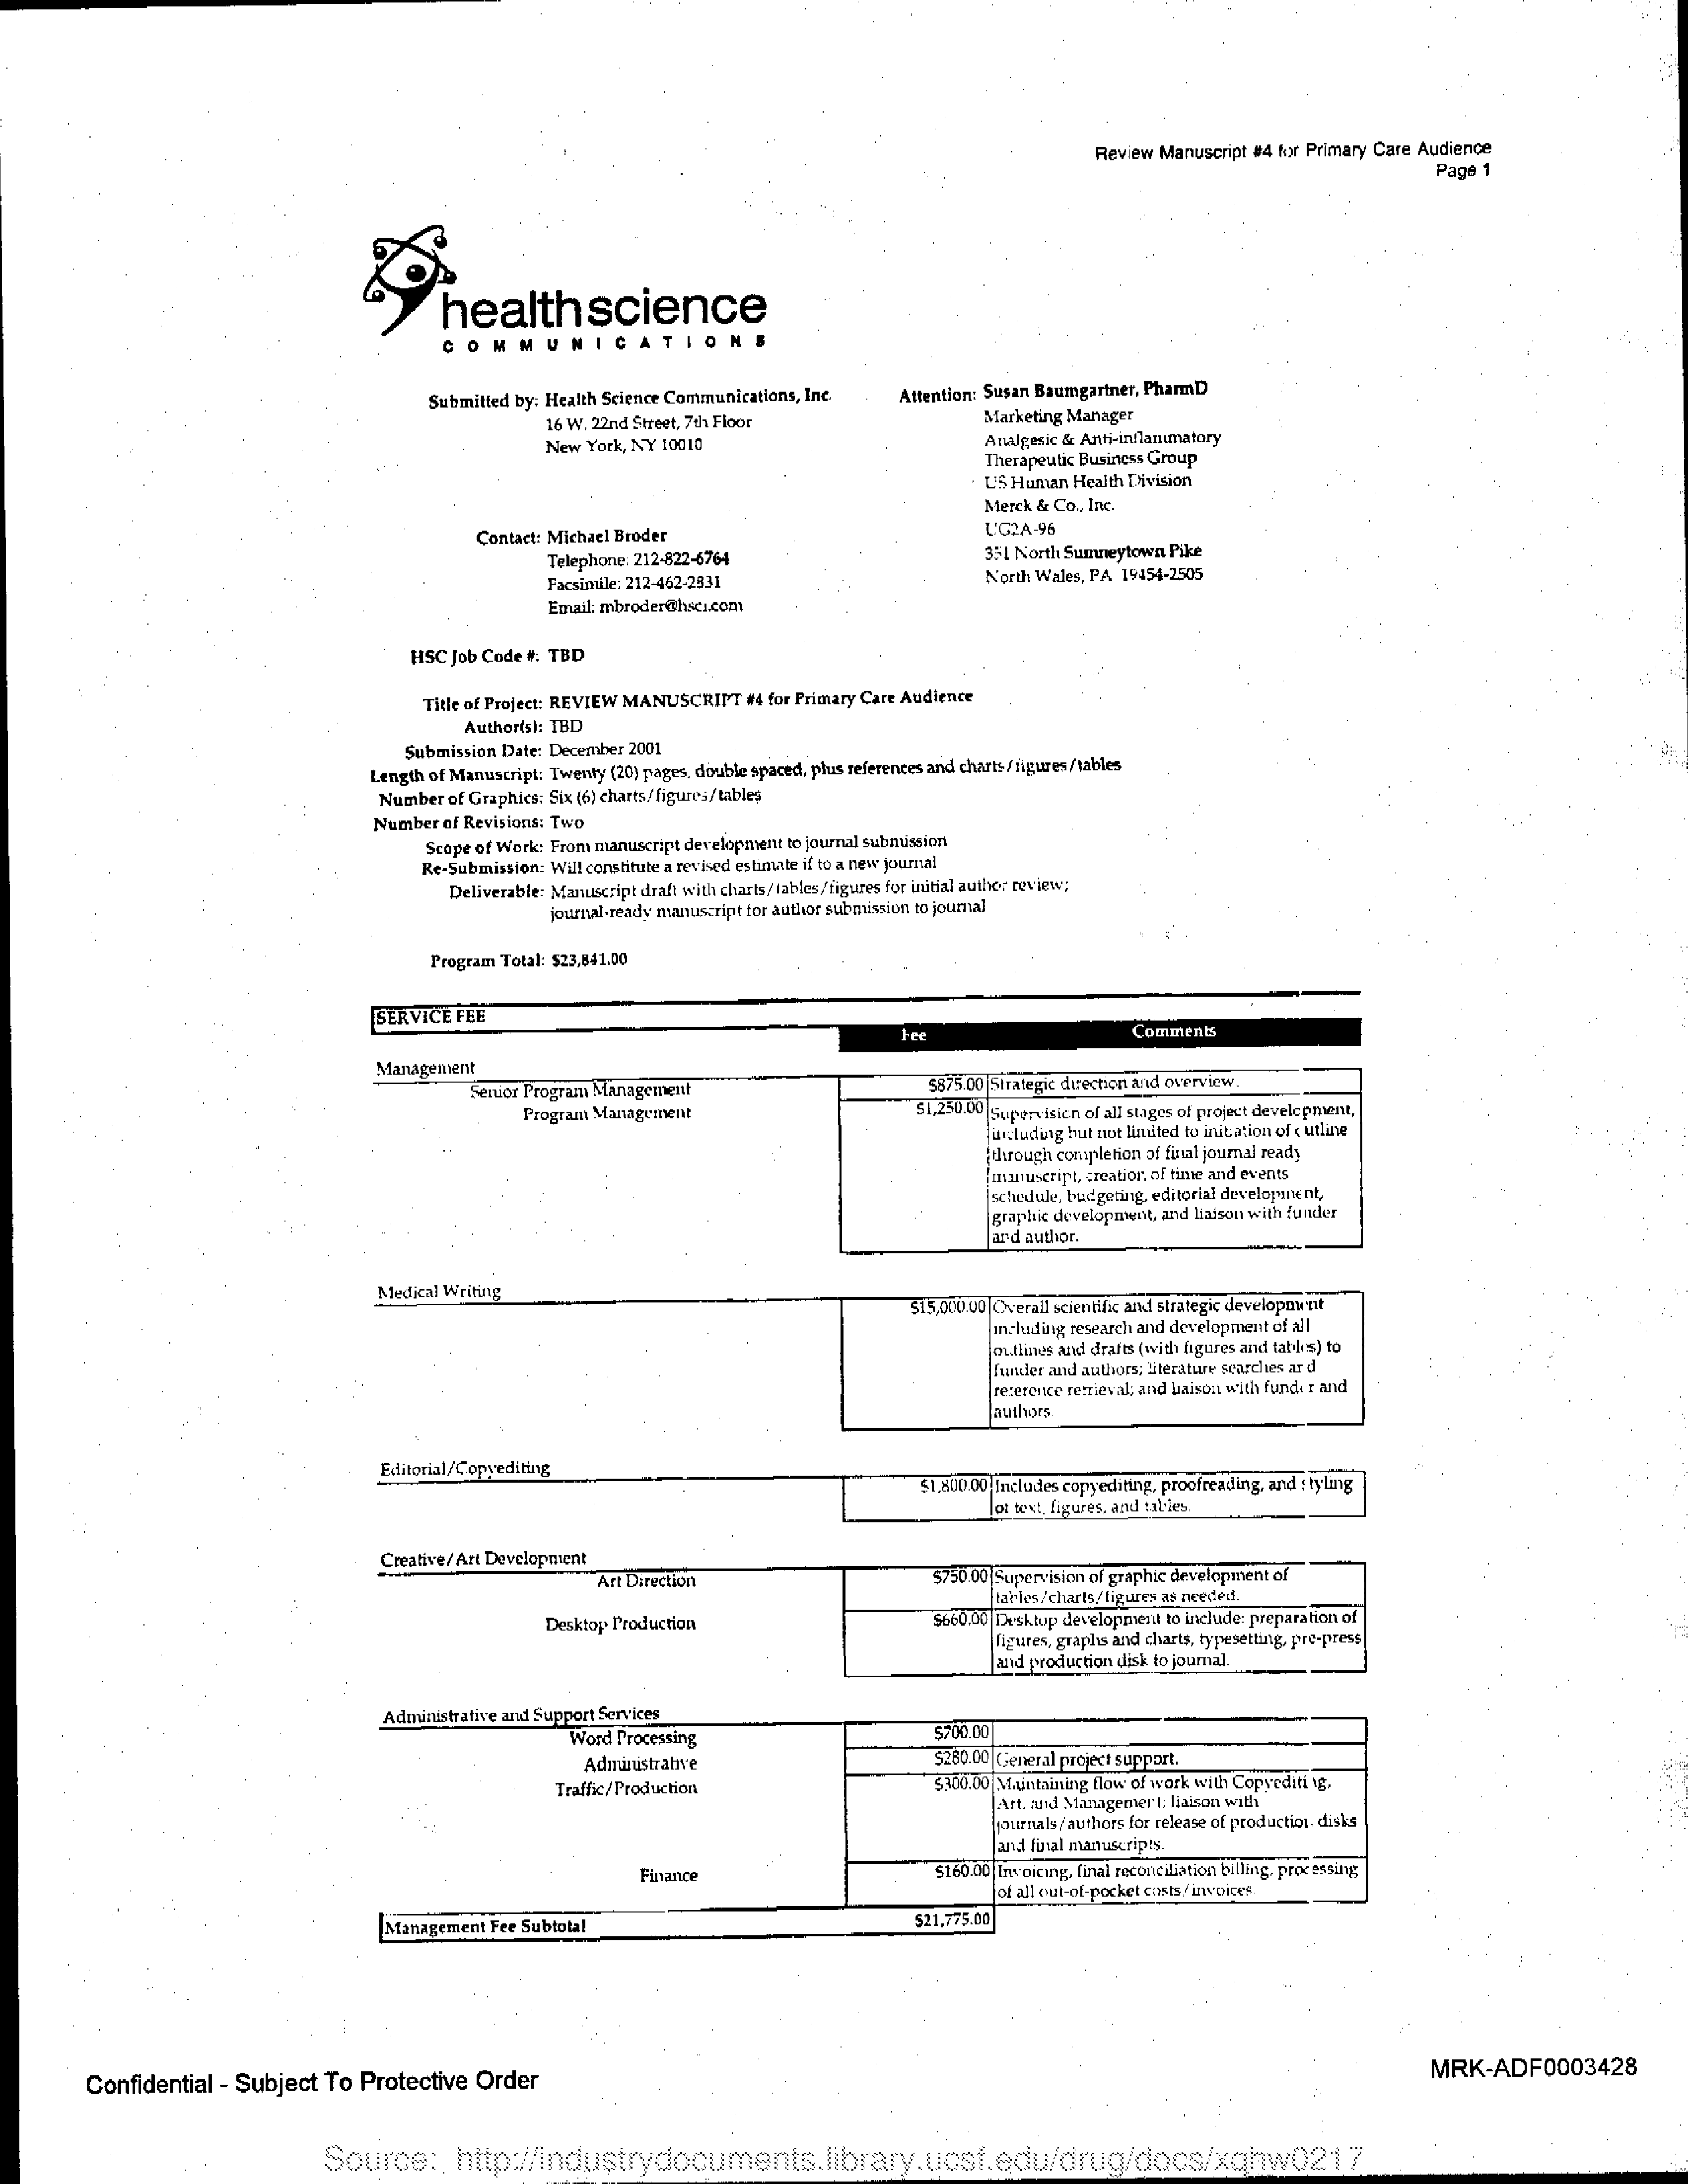 Review Manuscript #4 for Primary Care Audience
Page 1
healthscience
COMMUNICATIONS
Submitted by: Health Science Communications, Inc.
16 W. 22nd Street, 7th Floor
New York, NY 10010
Attention: Susan Baumgartner, PharmD
Marketing Manager
Analgesic & Anti-inflammatory
Therapeutic Business Group
US Human Health Division
Merck & Co., Inc.
UG2A-96
351 North Sumneytown Pike
North Wales, PA 19454-2505
Contact: Michael Broder
Telephone: 212-822-6764
Facsimile: 212-462-2831
Email: mbroder@hsci.com
HSC Job Code #: TBD
Title of Project: REVIEW MANUSCRIPT #4 for Primary Care Audience
Author(s): TBD
Submission Date: December 2001
Length of Manuscript: Twenty (20) pages, double spaced, plus references and charts/figures/tables
Number of Graphics: Six (6) charts/figures/tables
Number of Revisions: Two
Scope of Work: From manuscript development to journal submission
Re-Submission: Will constitute a revised estimate if to a new journal
Deliverable: Manuscript draft with charts/tables/figures for initial author review;
journal-ready manuscript for author submission to journal
Program Total: $23,841.00
SERVICE FEE
Fee Comments
Management
Senior Program Management $875.00 Strategic direction and overview.
Program Management $1,250.00 Supervision of all stages of project development,
including but not limited to initiation of outline
through completion of final journal ready
manuscript, creation of time and events
schedule, budgeting, editorial development,
graphic development, and liaison with funder
and author.
Medical Writing
$15,000.00 Overall scientific and strategic development
including research and development of all
outlines and drafts (with figures and tables) to
funder and authors; literature searches and
reference retrieval; and liaison with funder and
authors.
Editorial/Copyediting
$1,800.00 Includes copyediting, proofreading, and styling
of text, figures, and tables.
Creative/Art Development
Art Direction $750.00 Supervision of graphic development of
tables/charts/figures as needed.
Desktop Production $660.00 Desktop development to include: preparation of
figures, graphs and charts, typesetting, pre-press
and production disk to journal.
Administrative and Support Services
Word Processing $700.00
Administrative $280.00 General project support.
Traffic/Production $300.00 Maintaining flow of work with Copyediting,
Art, and Management; liaison with
journals/authors for release of production disks
and final manuscripts.
Finance $160.00 Invoicing, final reconciliation billing, processing
of all out-of-pocket costs/invoices.
Management Fee Subtotal $21,775.00
Confidential - Subject To Protective Order
MRK-ADF0003428
Source: http://industrydocuments.library.ucsf.edu/drug/docs/xqhw0217